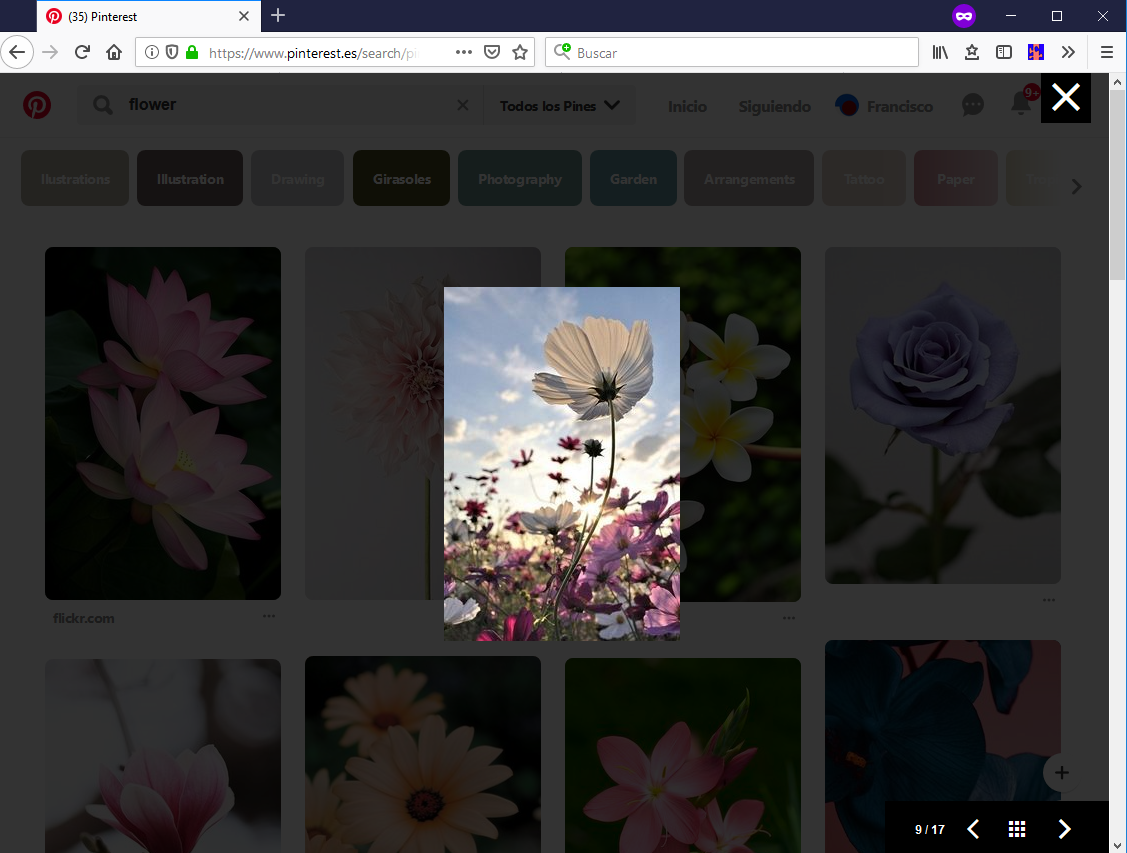 (35) Pinterest
https://www.pinterest.es/search/pi
Buscar
flower
Todos los Pines
Inicio
Siguiendo
Francisco
9+
Ilustrations
Illustration
Drawing
Girasoles
Photography
Garden
Arrangements
Tattoo
Paper
flickr.com
9 / 17